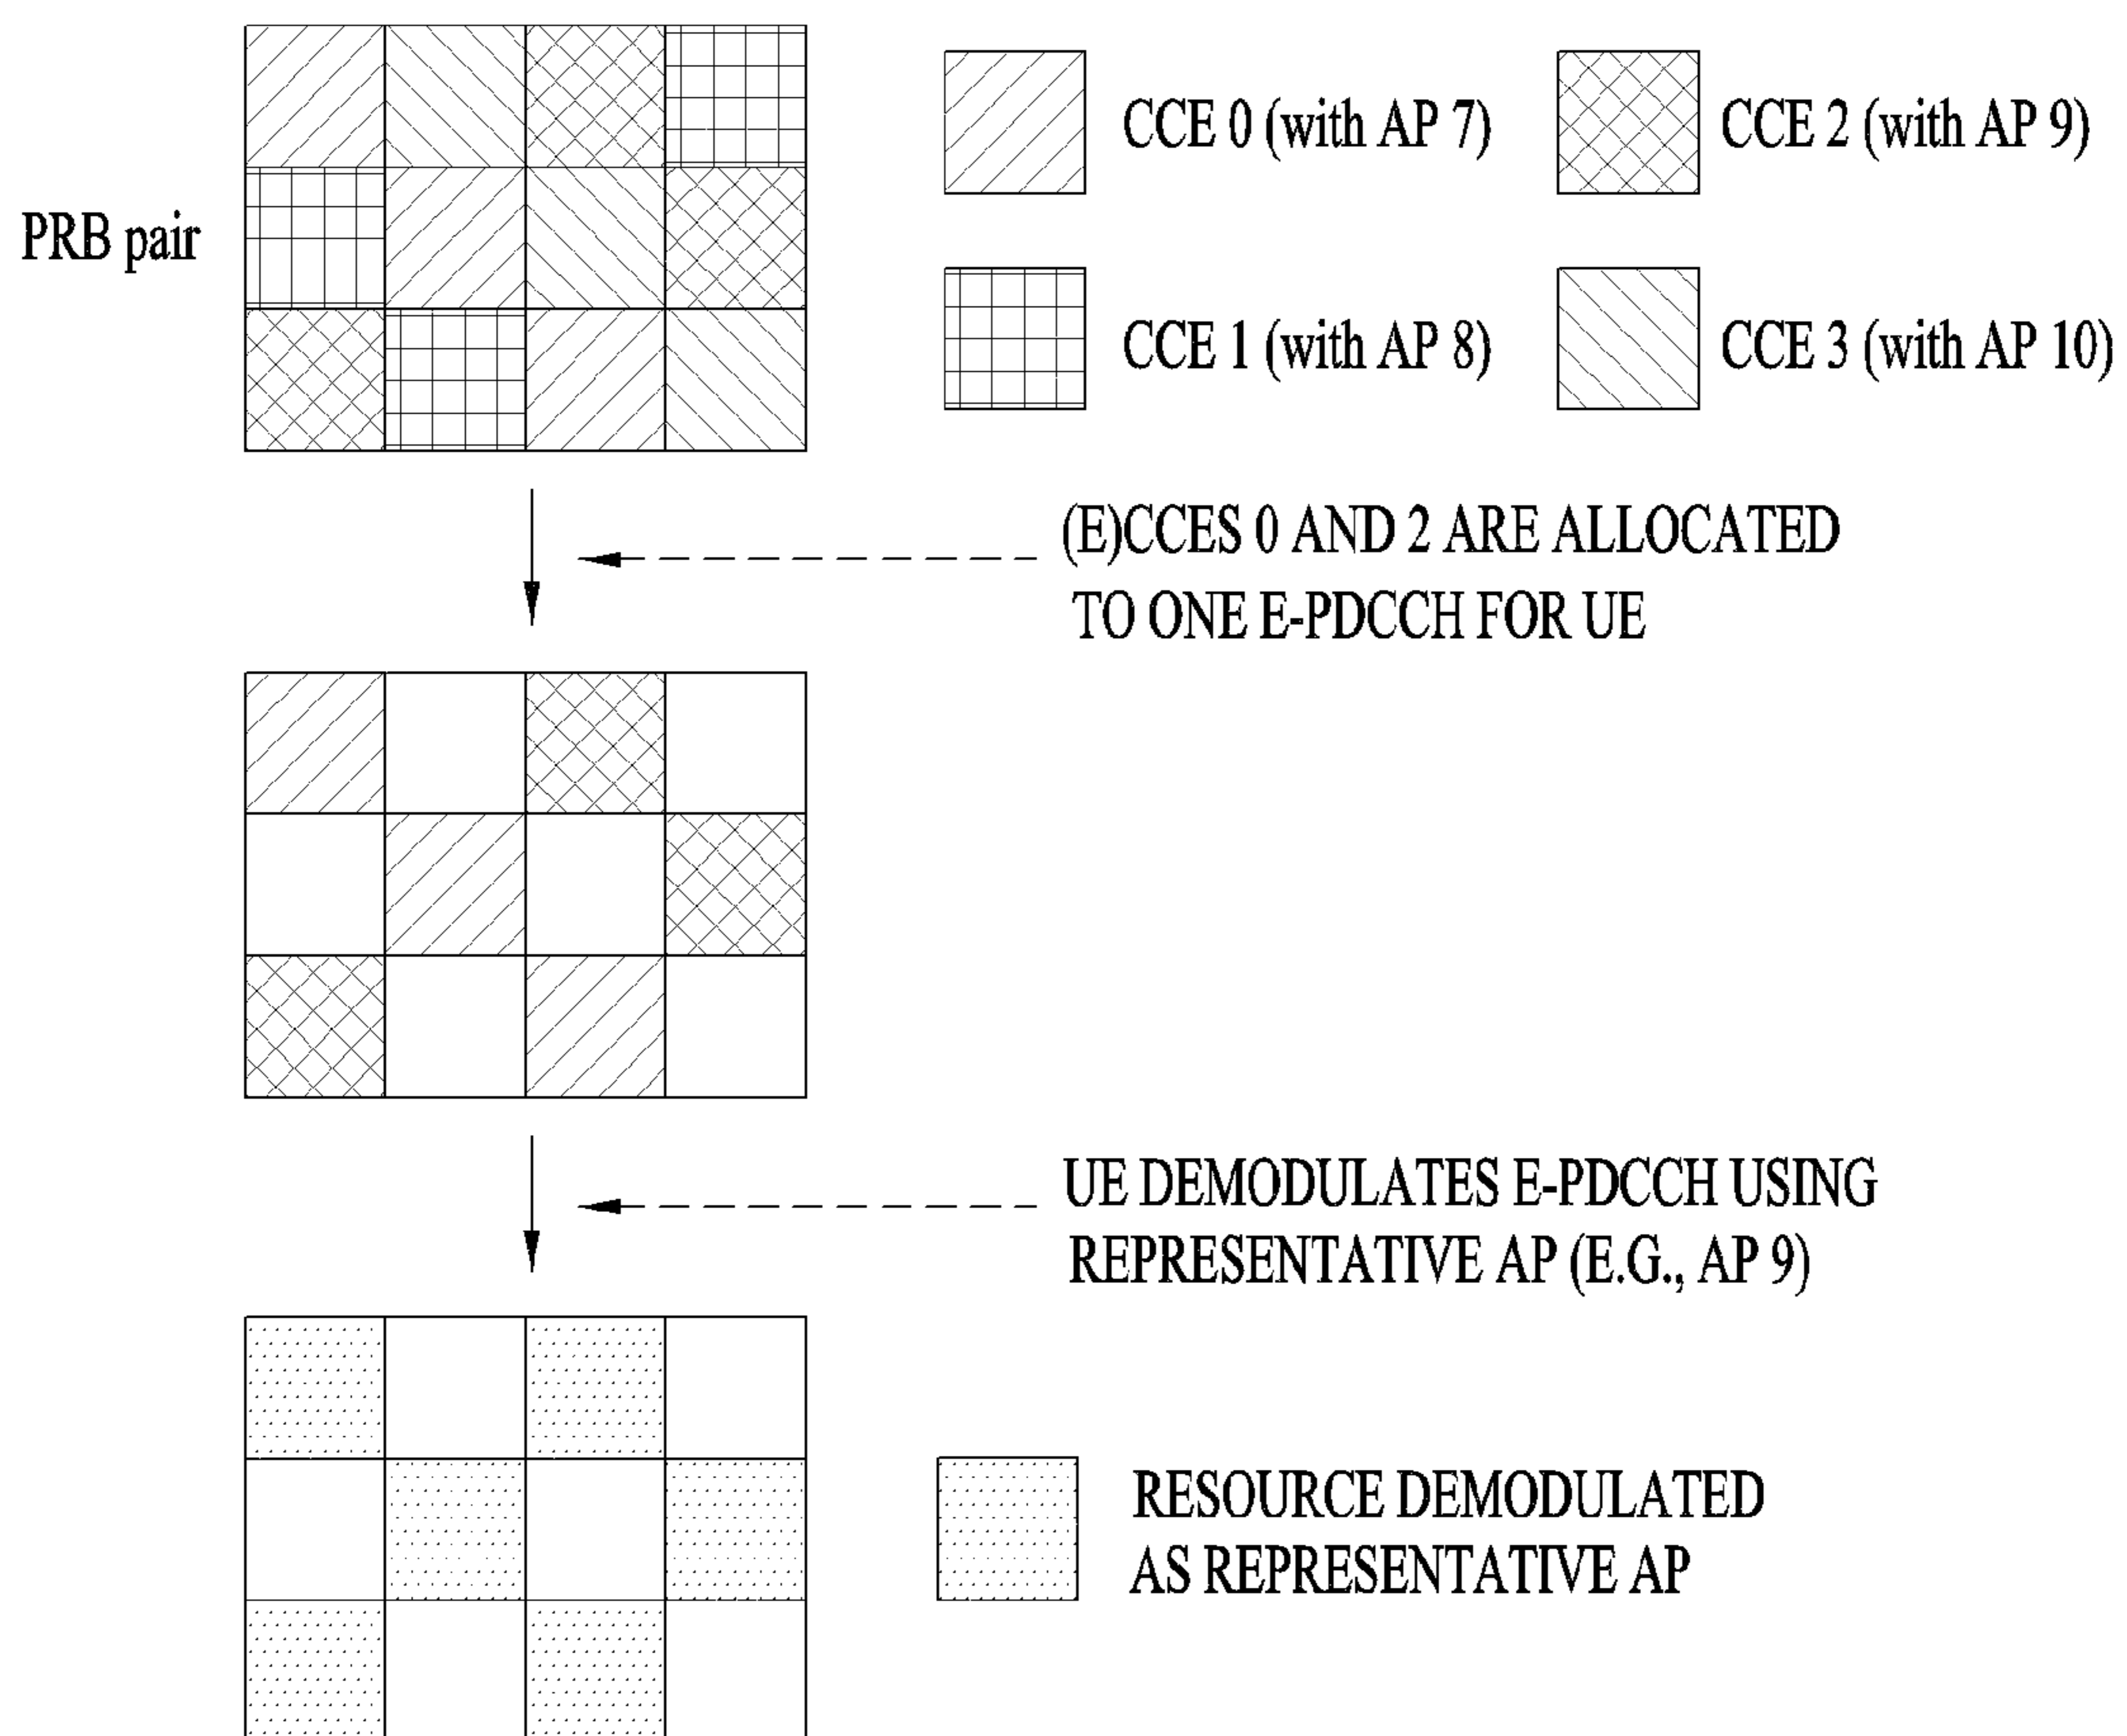 CCE 0 (with AP 7)
CCE 2 (with AP 9)
PRB pair
CCE 1 (with AP 8)
CCE 3 (with AP 10)
(E)CCES 0 AND 2 ARE ALLOCATED
TO ONE E-PDCCH FOR UE
UE DEMODULATES E-PDCCH USING
REPRESENTATIVE AP (E.G., AP 9)
RESOURCE DEMODULATED
AS REPRESENTATIVE AP